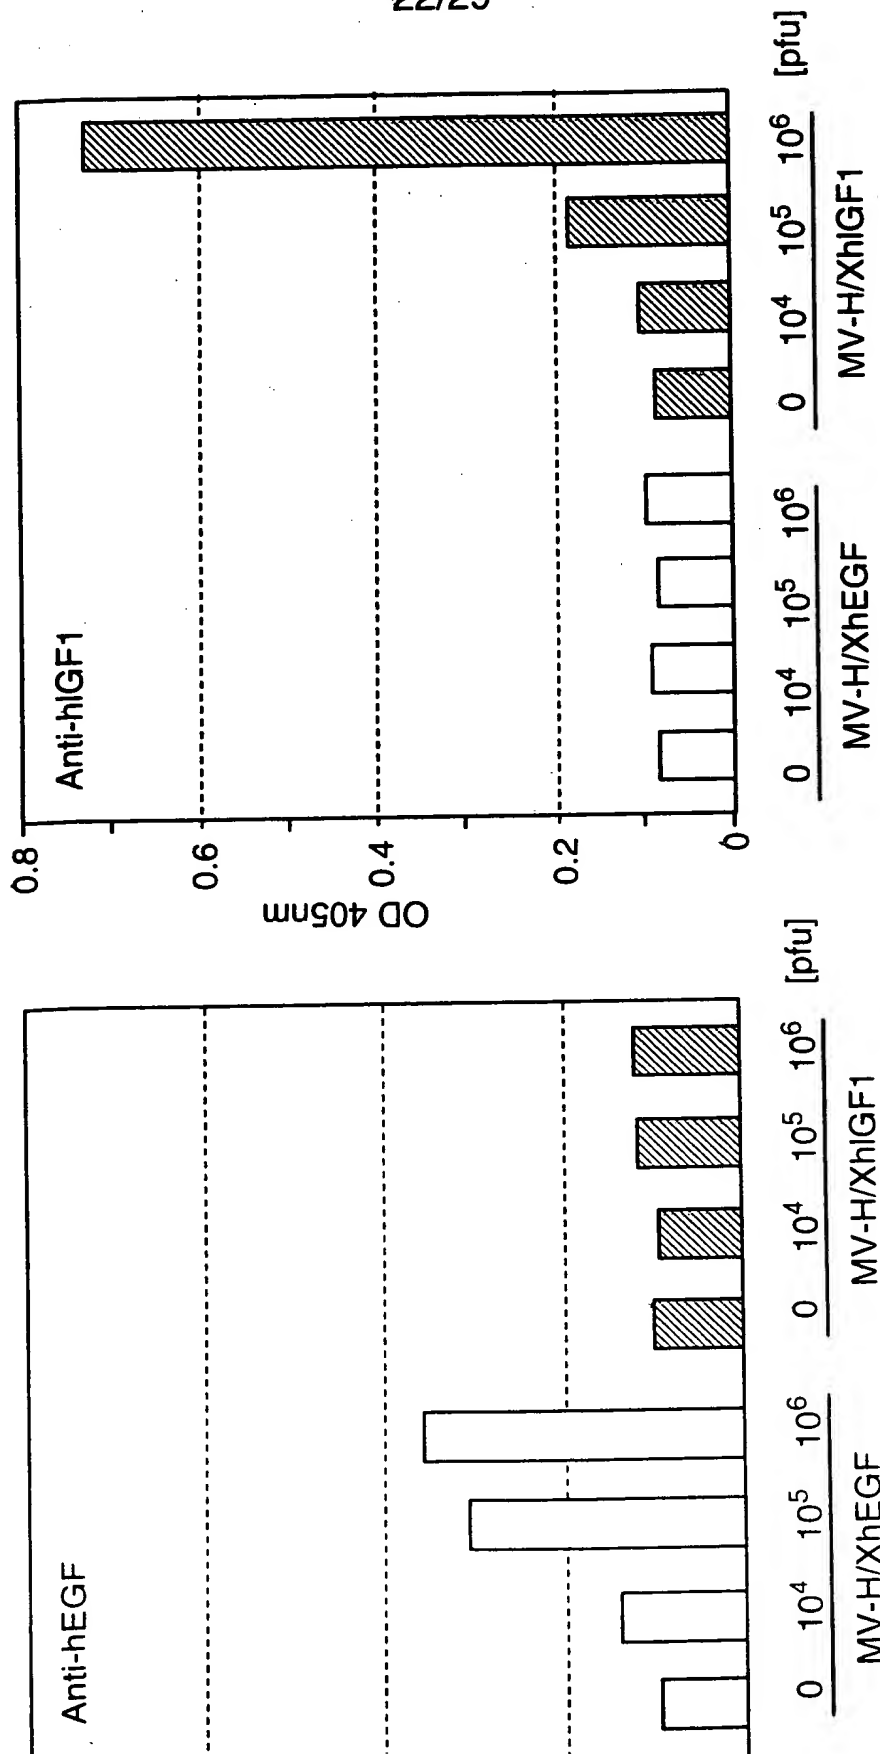 Anti-hEGF
0 10⁴ 10⁵ 10⁶ 0 10⁴ 10⁵ 10⁶ [pfu]
MV-H/XhEGF MV-H/XhIGF1
Anti-hIGF1
OD 405nm
0.8
0.6
0.4
0.2
0
0 10⁴ 10⁵ 10⁶ 0 10⁴ 10⁵ 10⁶ [pfu]
MV-H/XhEGF MV-H/XhIGF1